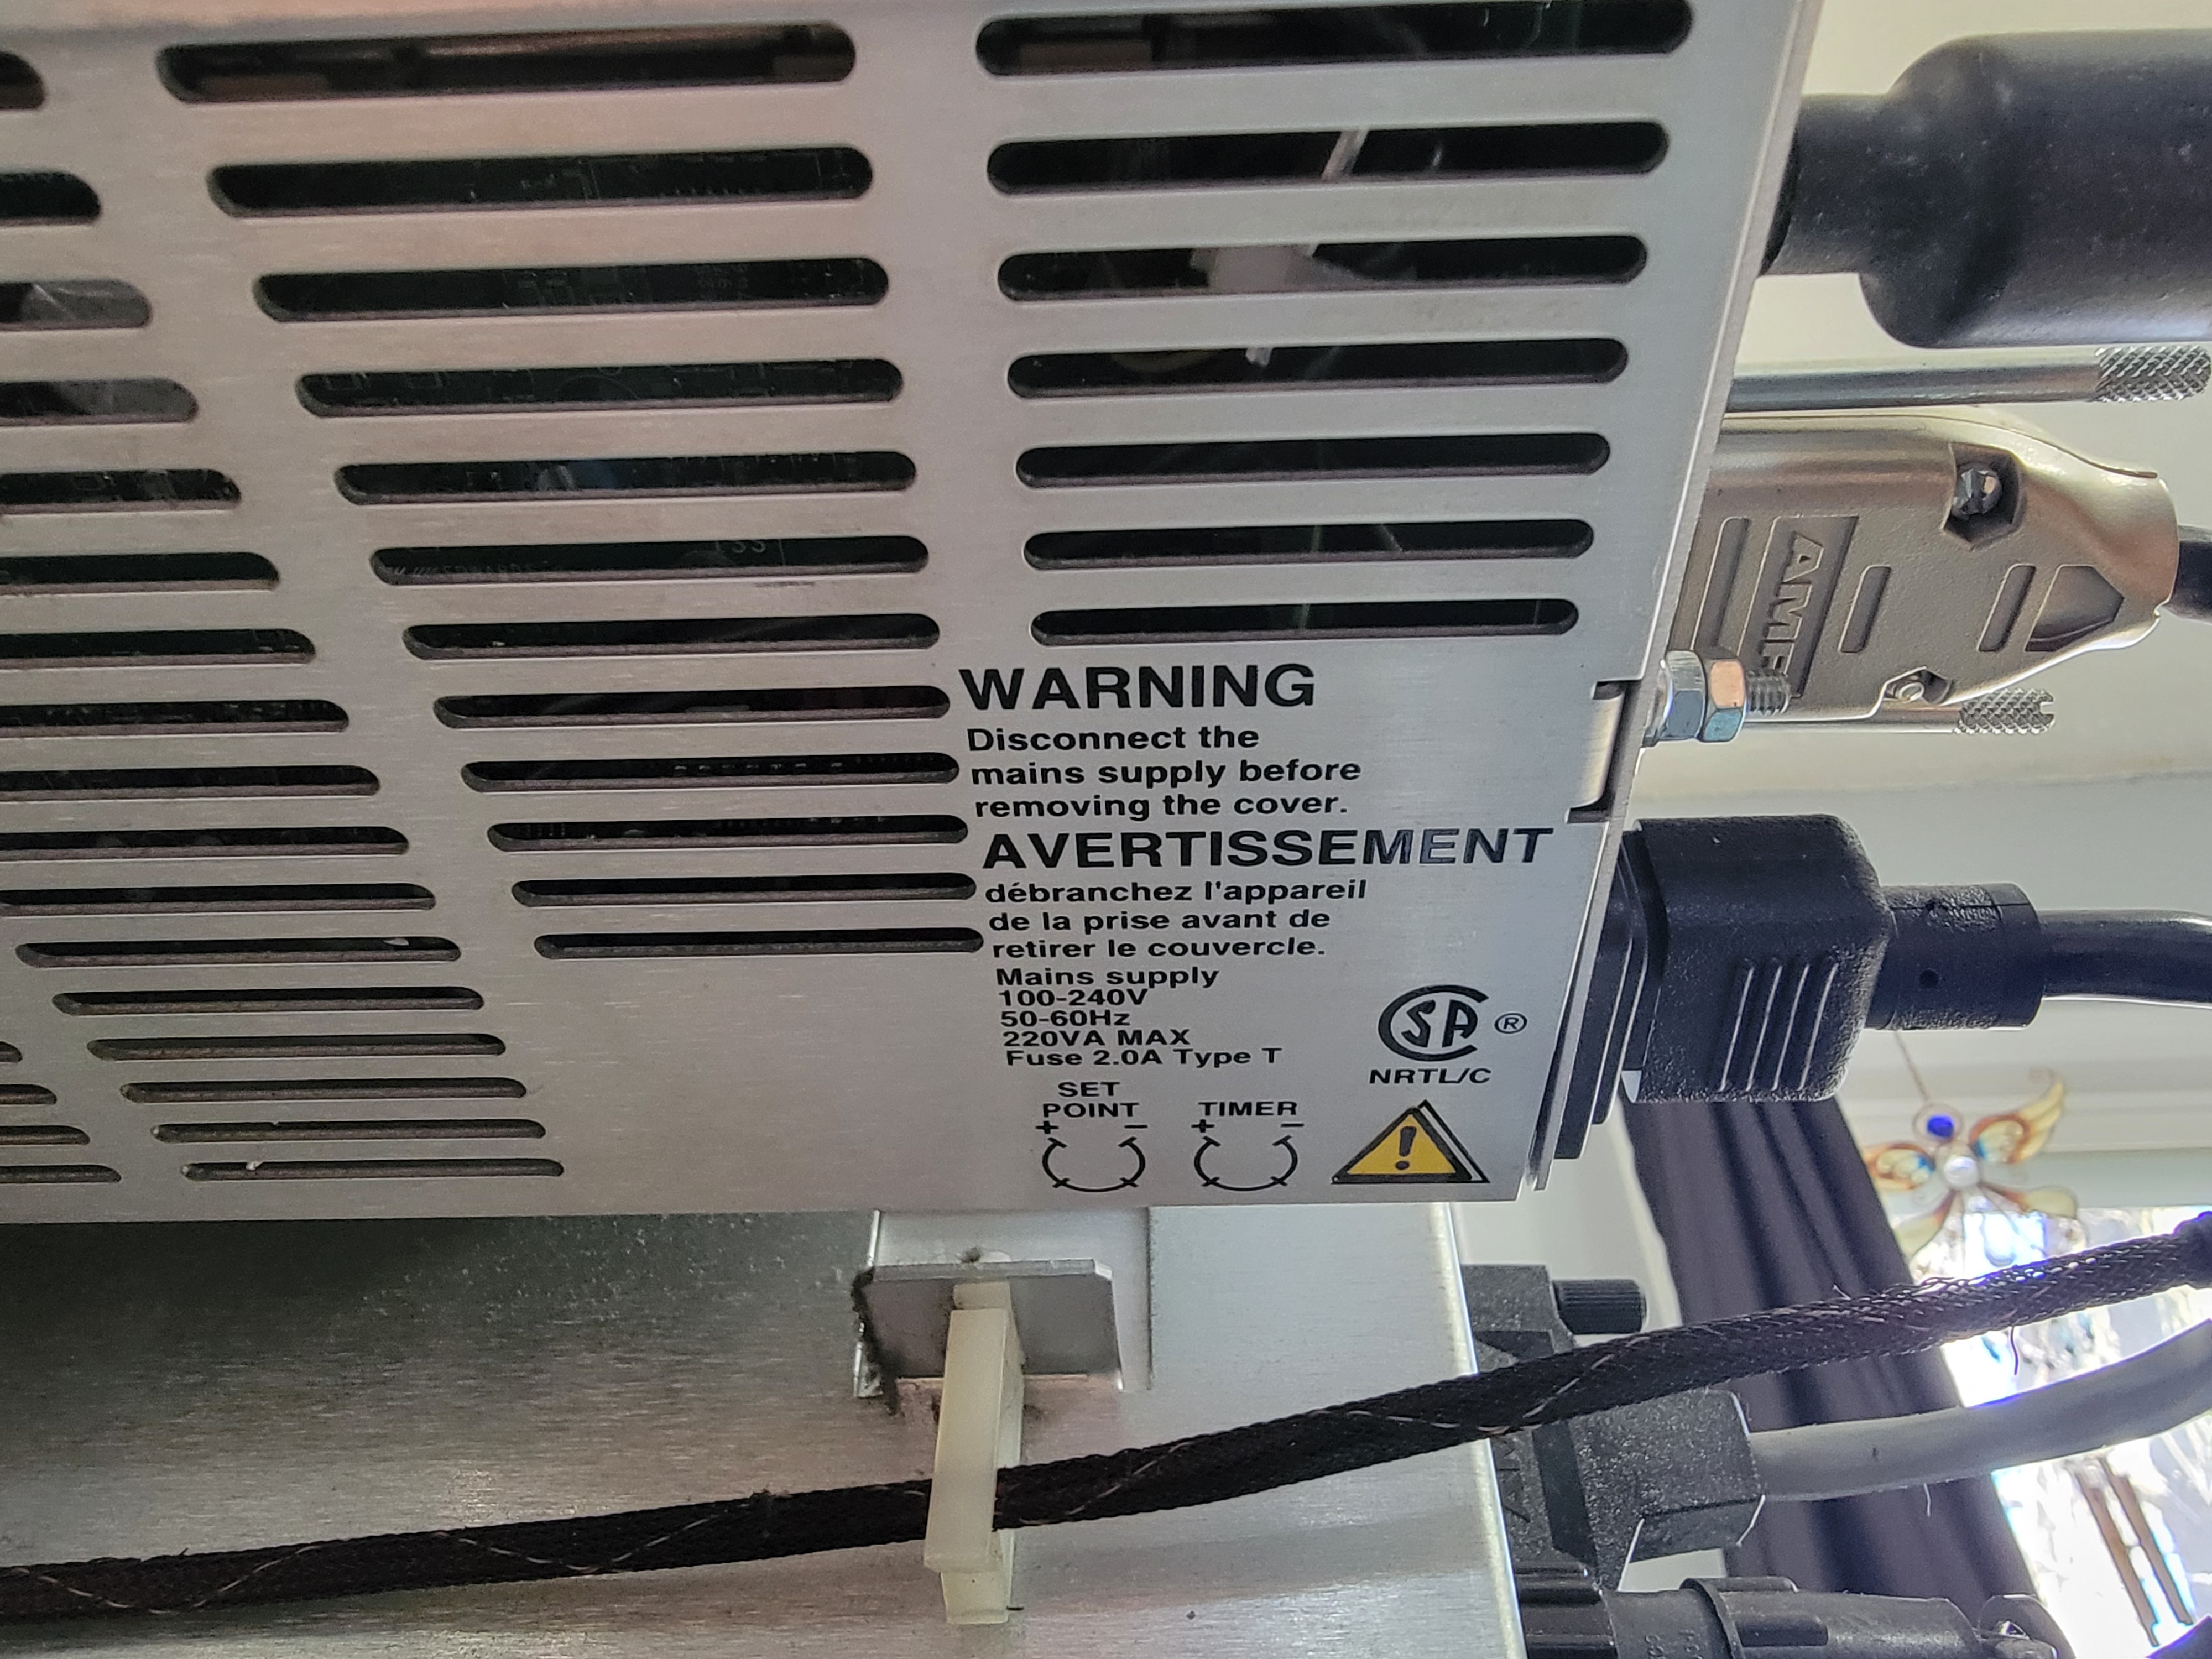 WARNING
Disconnect the
mains supply before
removing the cover.
AVERTISSEMENT
débranchez l'appareil
de la prise avant de
retirer le couvercle.
Mains supply
100-240V
50-60Hz
220VA MAX
Fuse 2.0A Type T
SET
POINT
+ −
TIMER
+ −
SA ®
NRTL/C
!
AMP